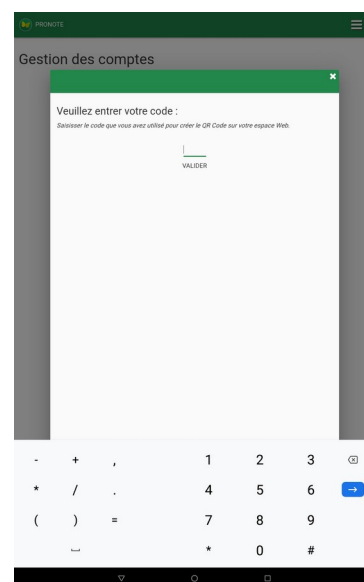 PRONOTE
Gestion des comptes
Veuillez entrer votre code :
Saisissez le code que vous avez utilisé pour créer le QR Code sur votre espace Web.
VALIDER
- + , 1 2 3
* / . 4 5 6
( ) = 7 8 9
* 0 #